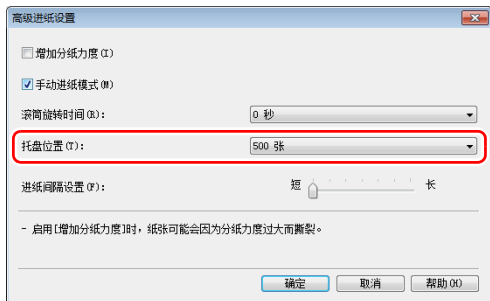 高级进纸设置
增加分纸力度(I)
手动进纸模式(M)
滚筒旋转时间(R): 0 秒
托盘位置(T): 500 张
进纸间隔设置(F): 短 长
- 启用[增加分纸力度]时，纸张可能会因为分纸力度过大而撕裂。
确定 取消 帮助(H)